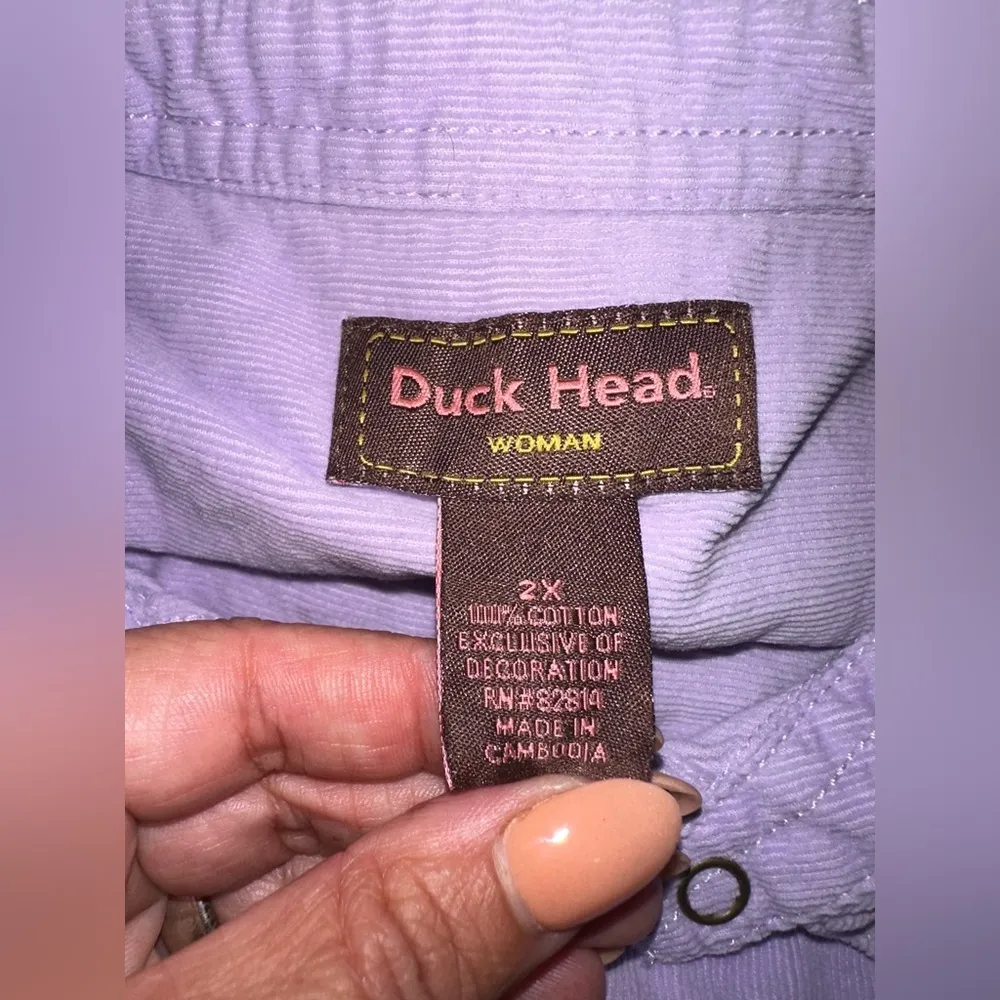 Duck Head®
WOMAN
2X
100% COTTON
EXCLUSIVE OF
DECORATION
RN#82814
MADE IN
CAMBODIA